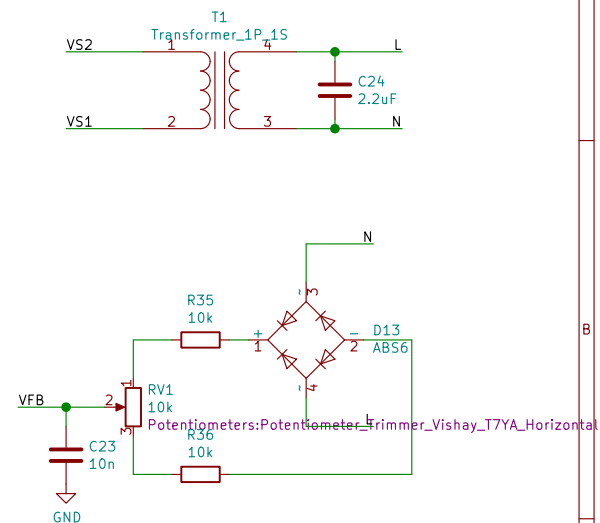 T1
Transformer_1P_1S
VS2
1
4
L
C24
2.2uF
VS1
2
3
N
N
~
3
R35
10k
+
1
-
2
D13
ABS6
B
~
4
1
RV1
VFB
2
10k
L
Potentiometers:Potentiometer_Trimmer_Vishay_T7YA_Horizontal
3
R36
10k
C23
10n
GND